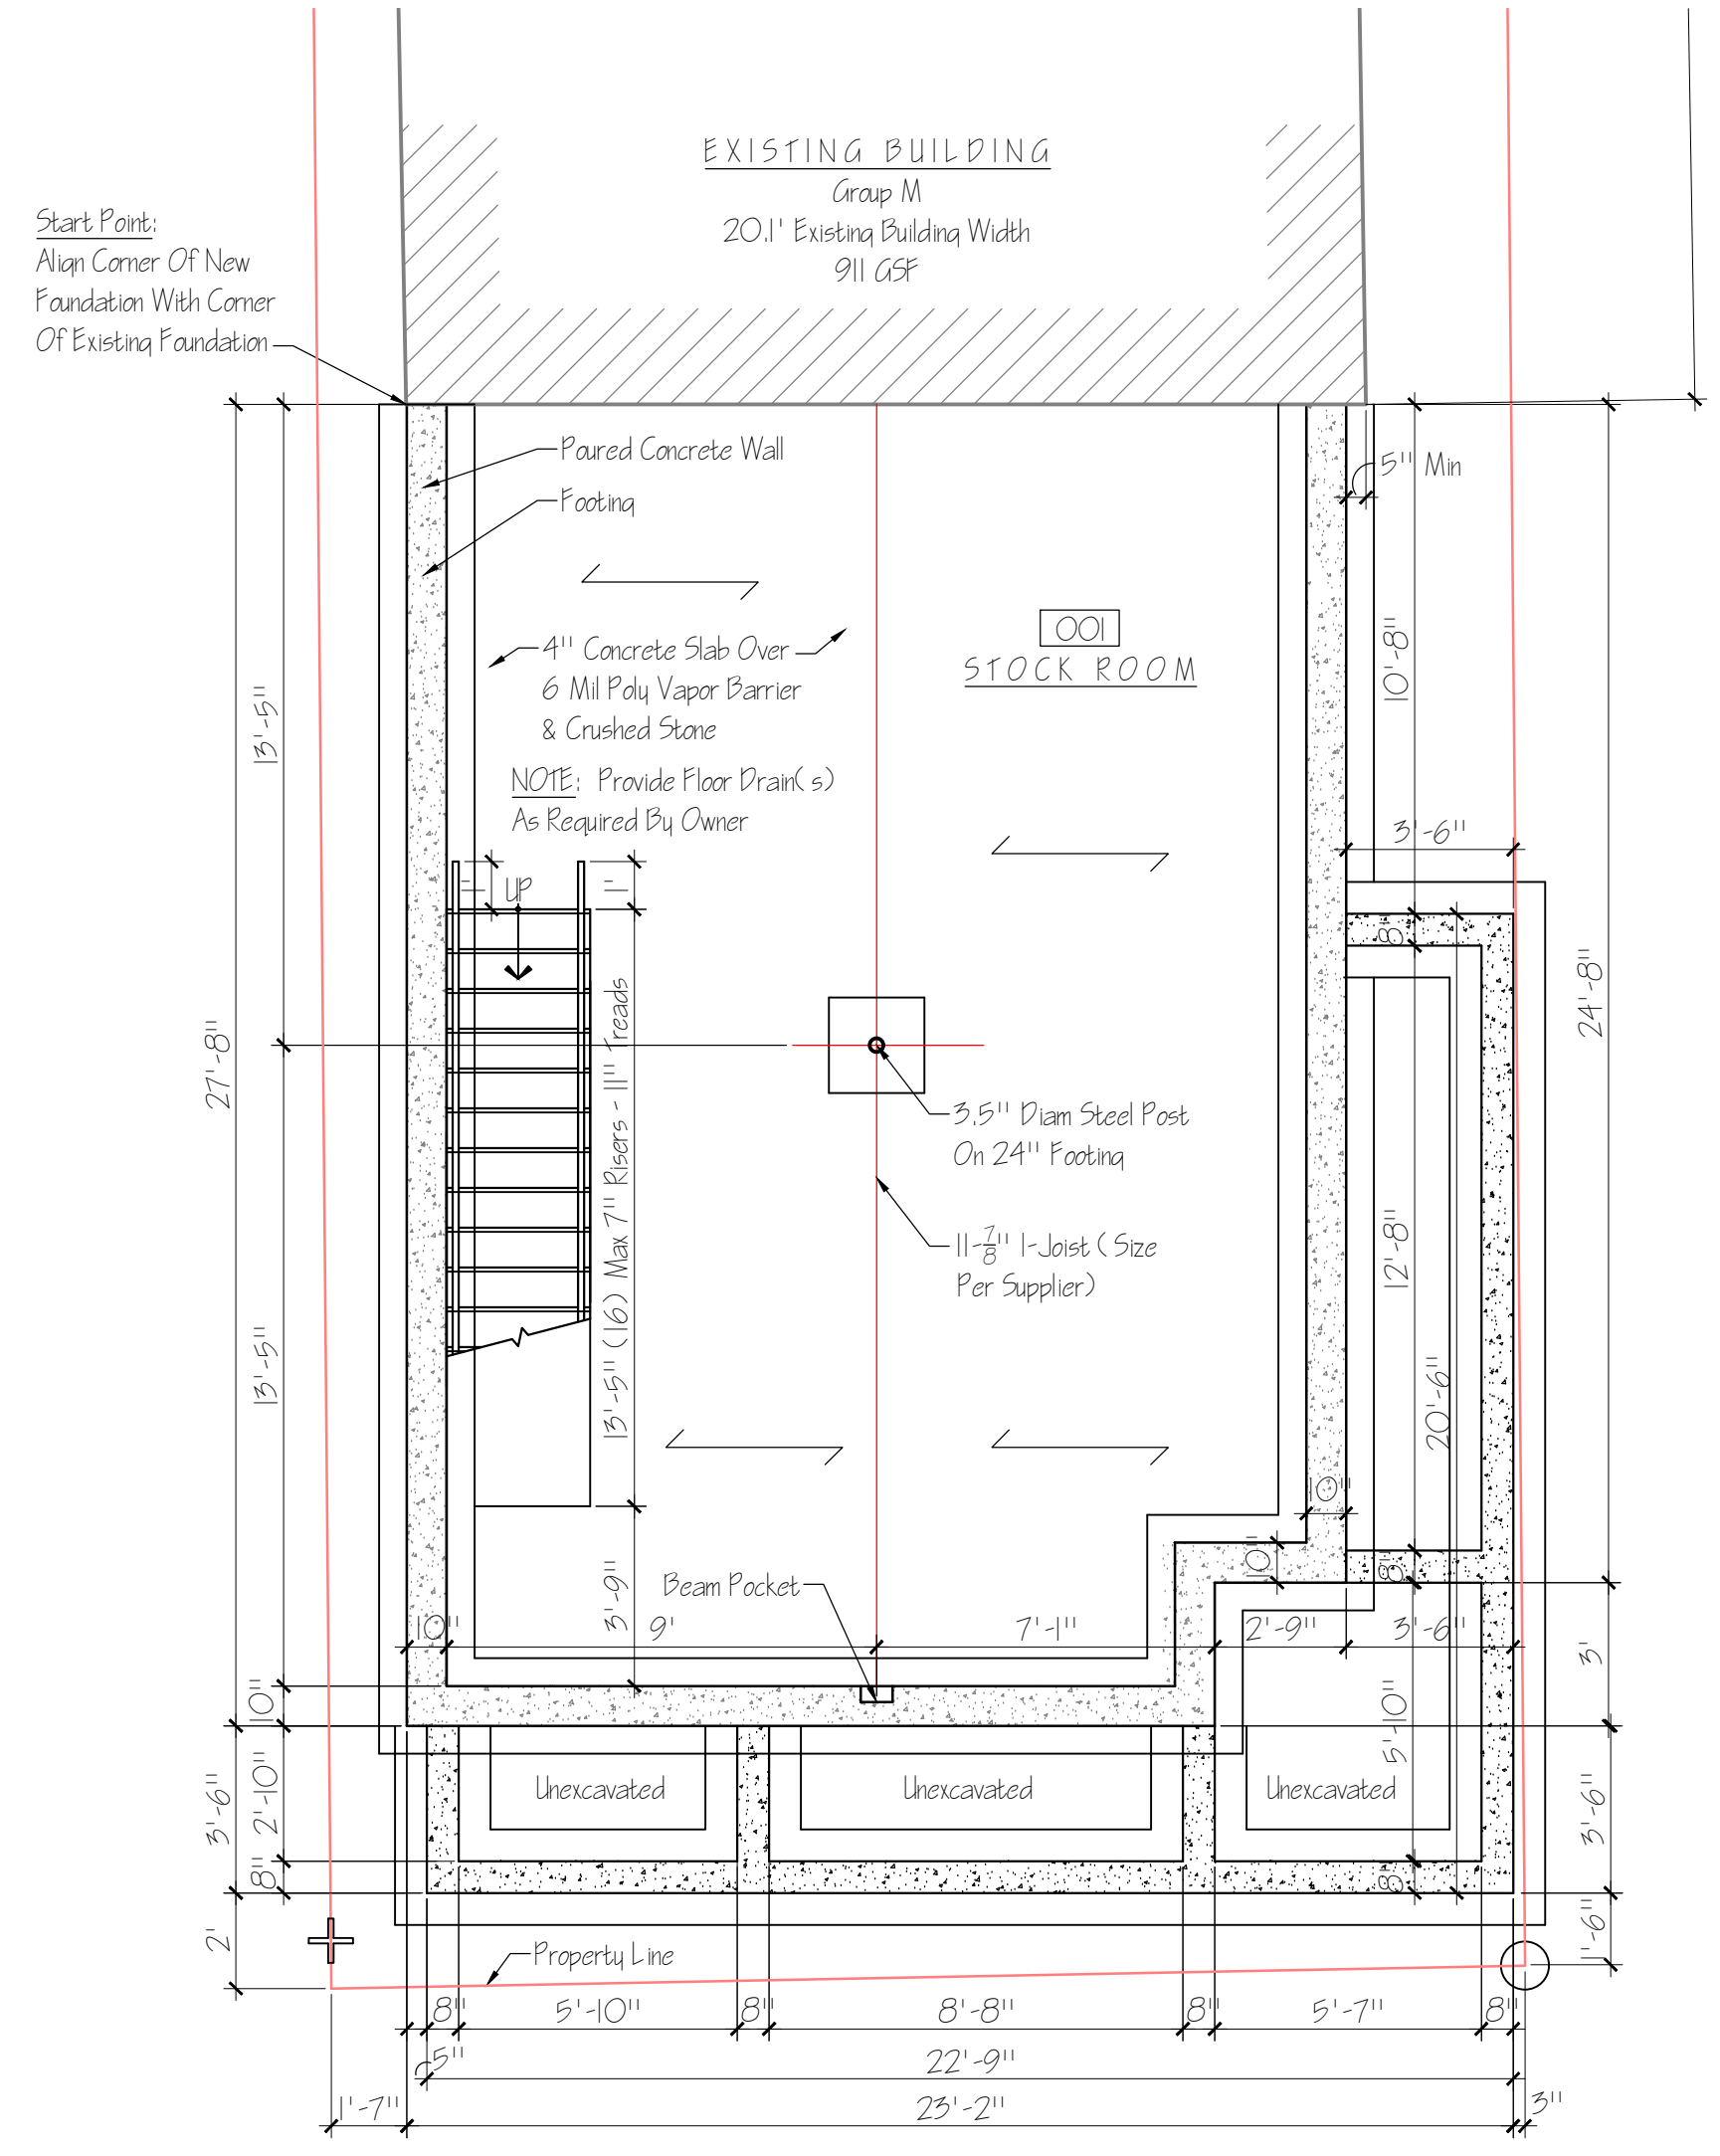 EXISTING BUILDING
Group M
20.1' Existing Building Width
911 GSF
Start Point:
Align Corner Of New
Foundation With Corner
Of Existing Foundation
Poured Concrete Wall
Footing
5" Min
001
STOCK ROOM
4" Concrete Slab Over
6 Mil Poly Vapor Barrier
& Crushed Stone
NOTE: Provide Floor Drain(s)
As Required By Owner
13'-5"
10'-8"
3'-6"
1'
UP
1'
8"
24'-8"
27'-8"
13'-5" (16) Max 7" Risers - 11" Treads
3.5" Diam Steel Post
On 24" Footing
11-7/8" I-Joist (Size
Per Supplier)
12'-8"
13'-5"
20'-6"
10"
10"
8"
Beam Pocket
3'-9"
10"
9'
7'-1"
2'-9"
3'-6"
3'
10"
5'-10"
Unexcavated
Unexcavated
Unexcavated
3'-6"
2'-10"
8"
3'-6"
8"
2'
Property Line
1'-6"
8"
5'-10"
8"
8'-8"
8"
5'-7"
8"
5"
22'-9"
1'-7"
23'-2"
3"